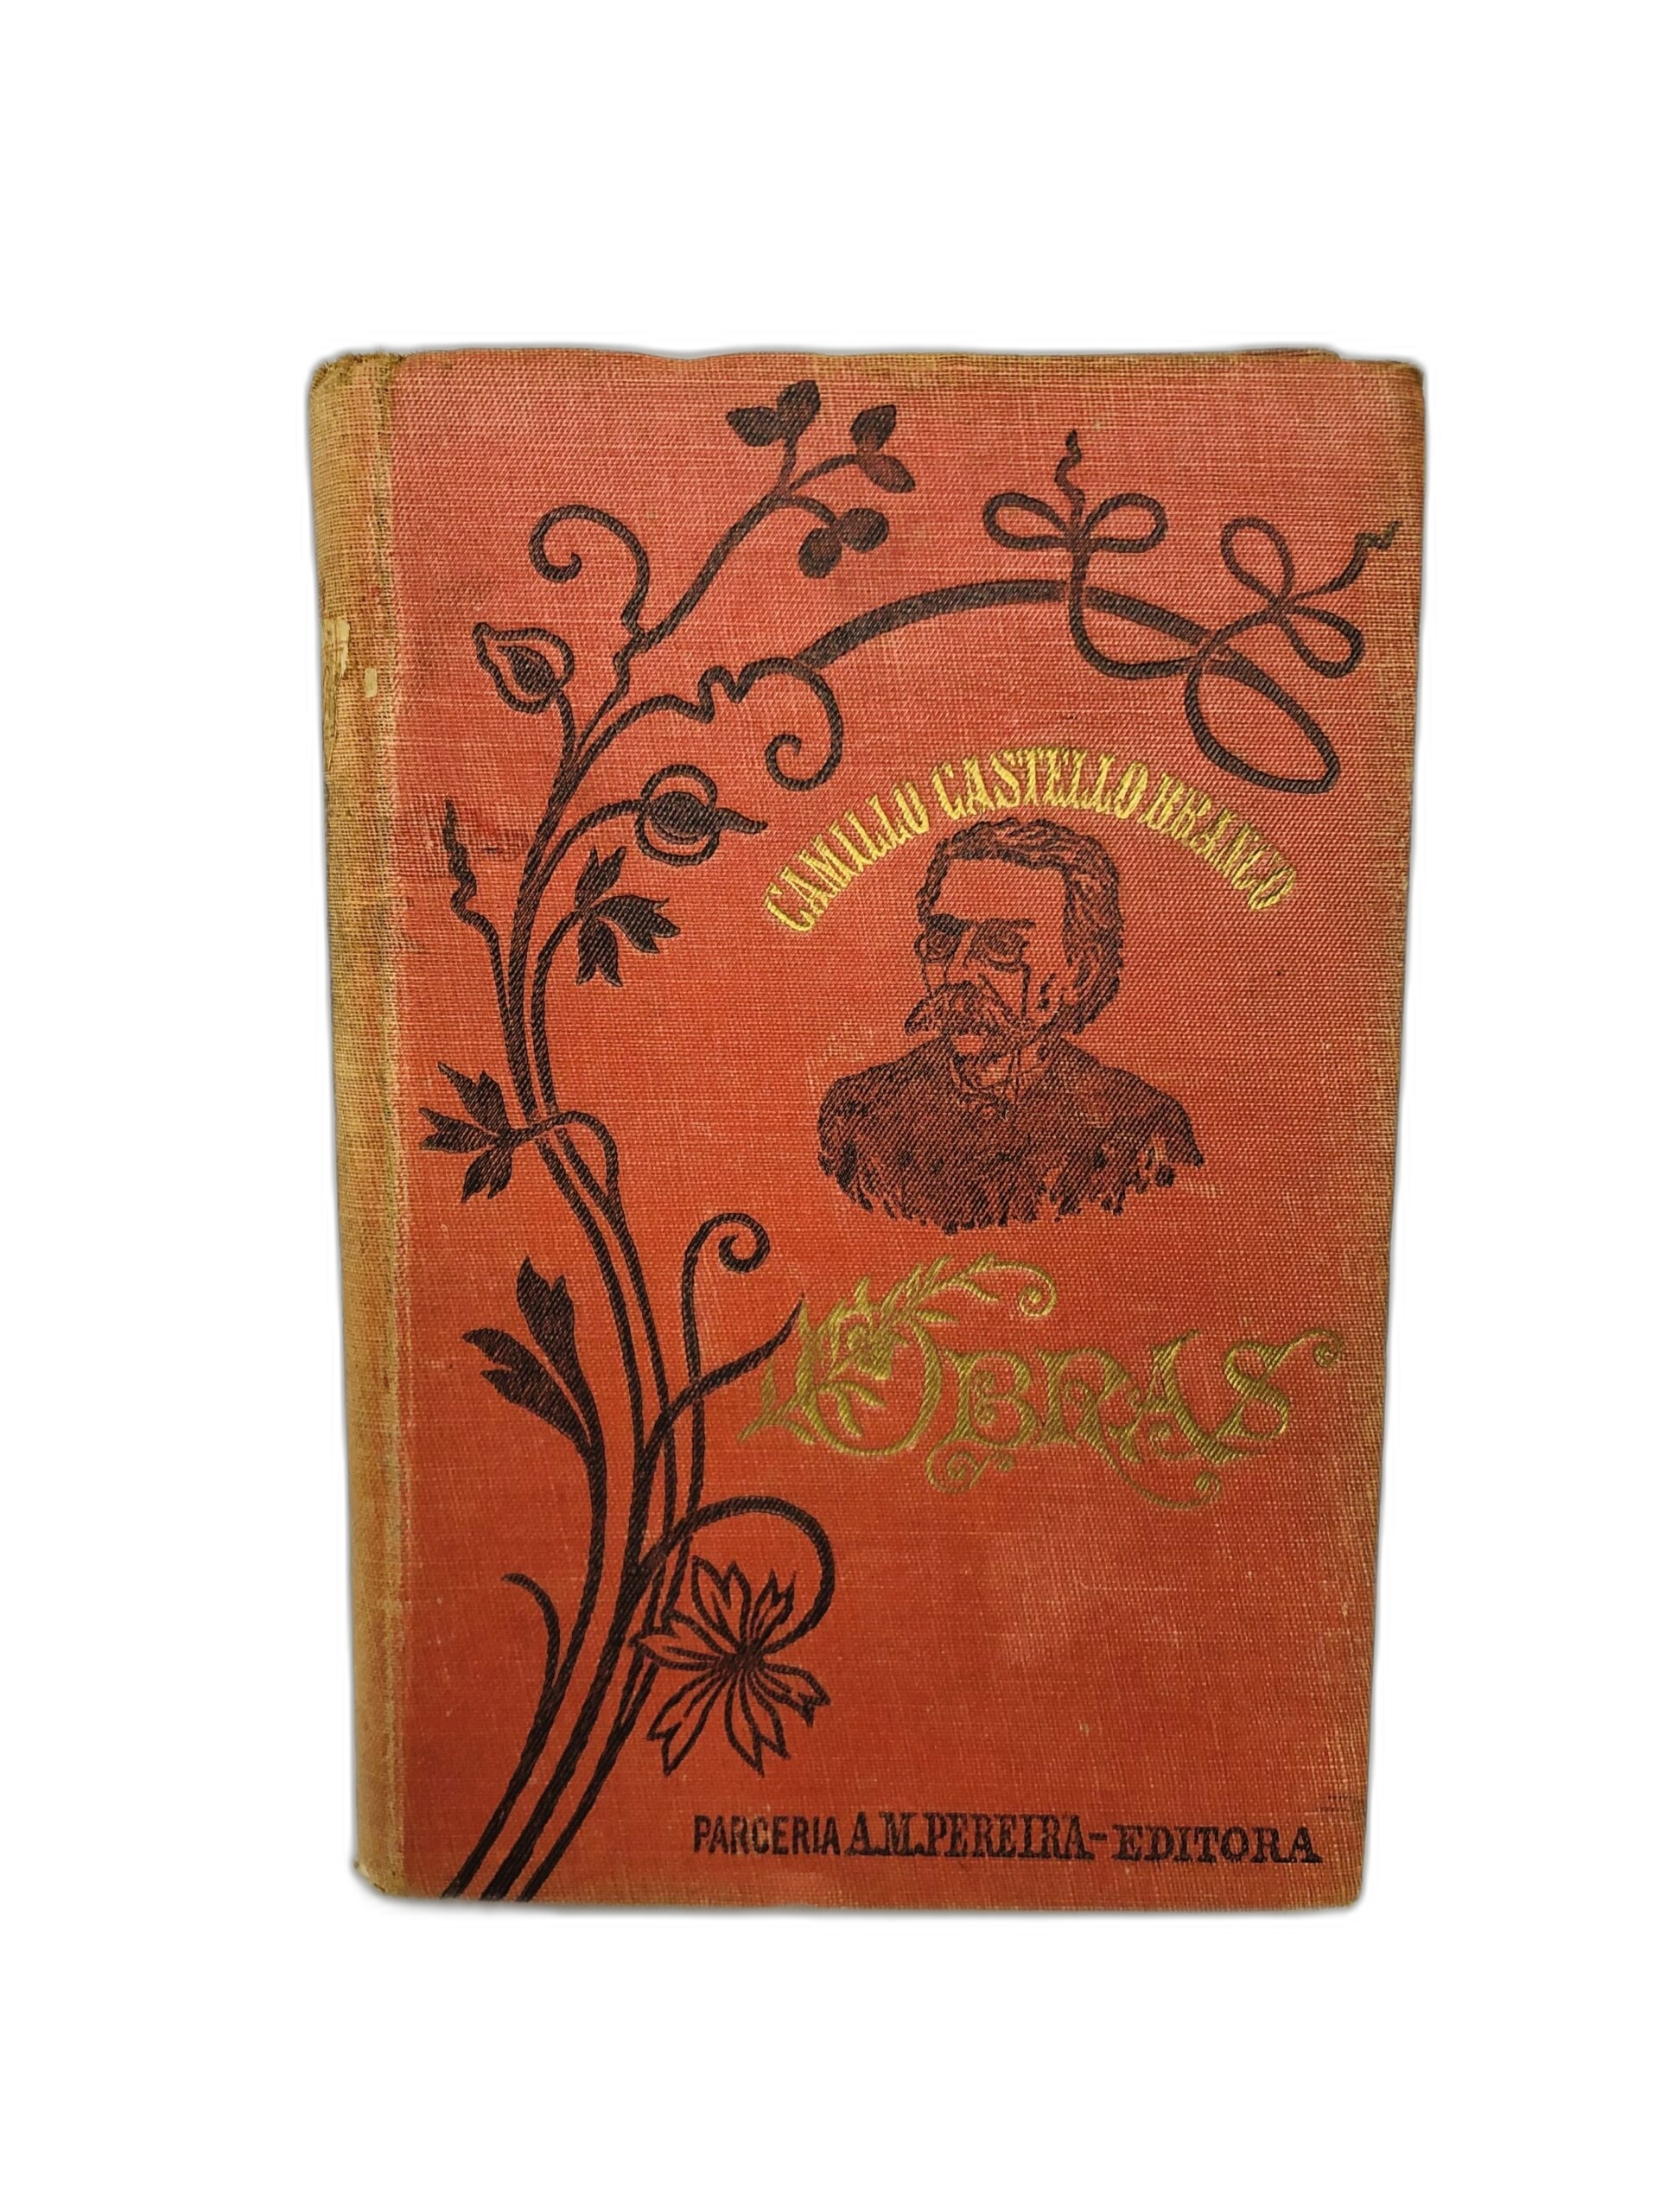 CAMILLO CASTELLO BRANCO
OBRAS
PARCERIA A.M.PEREIRA-EDITORA